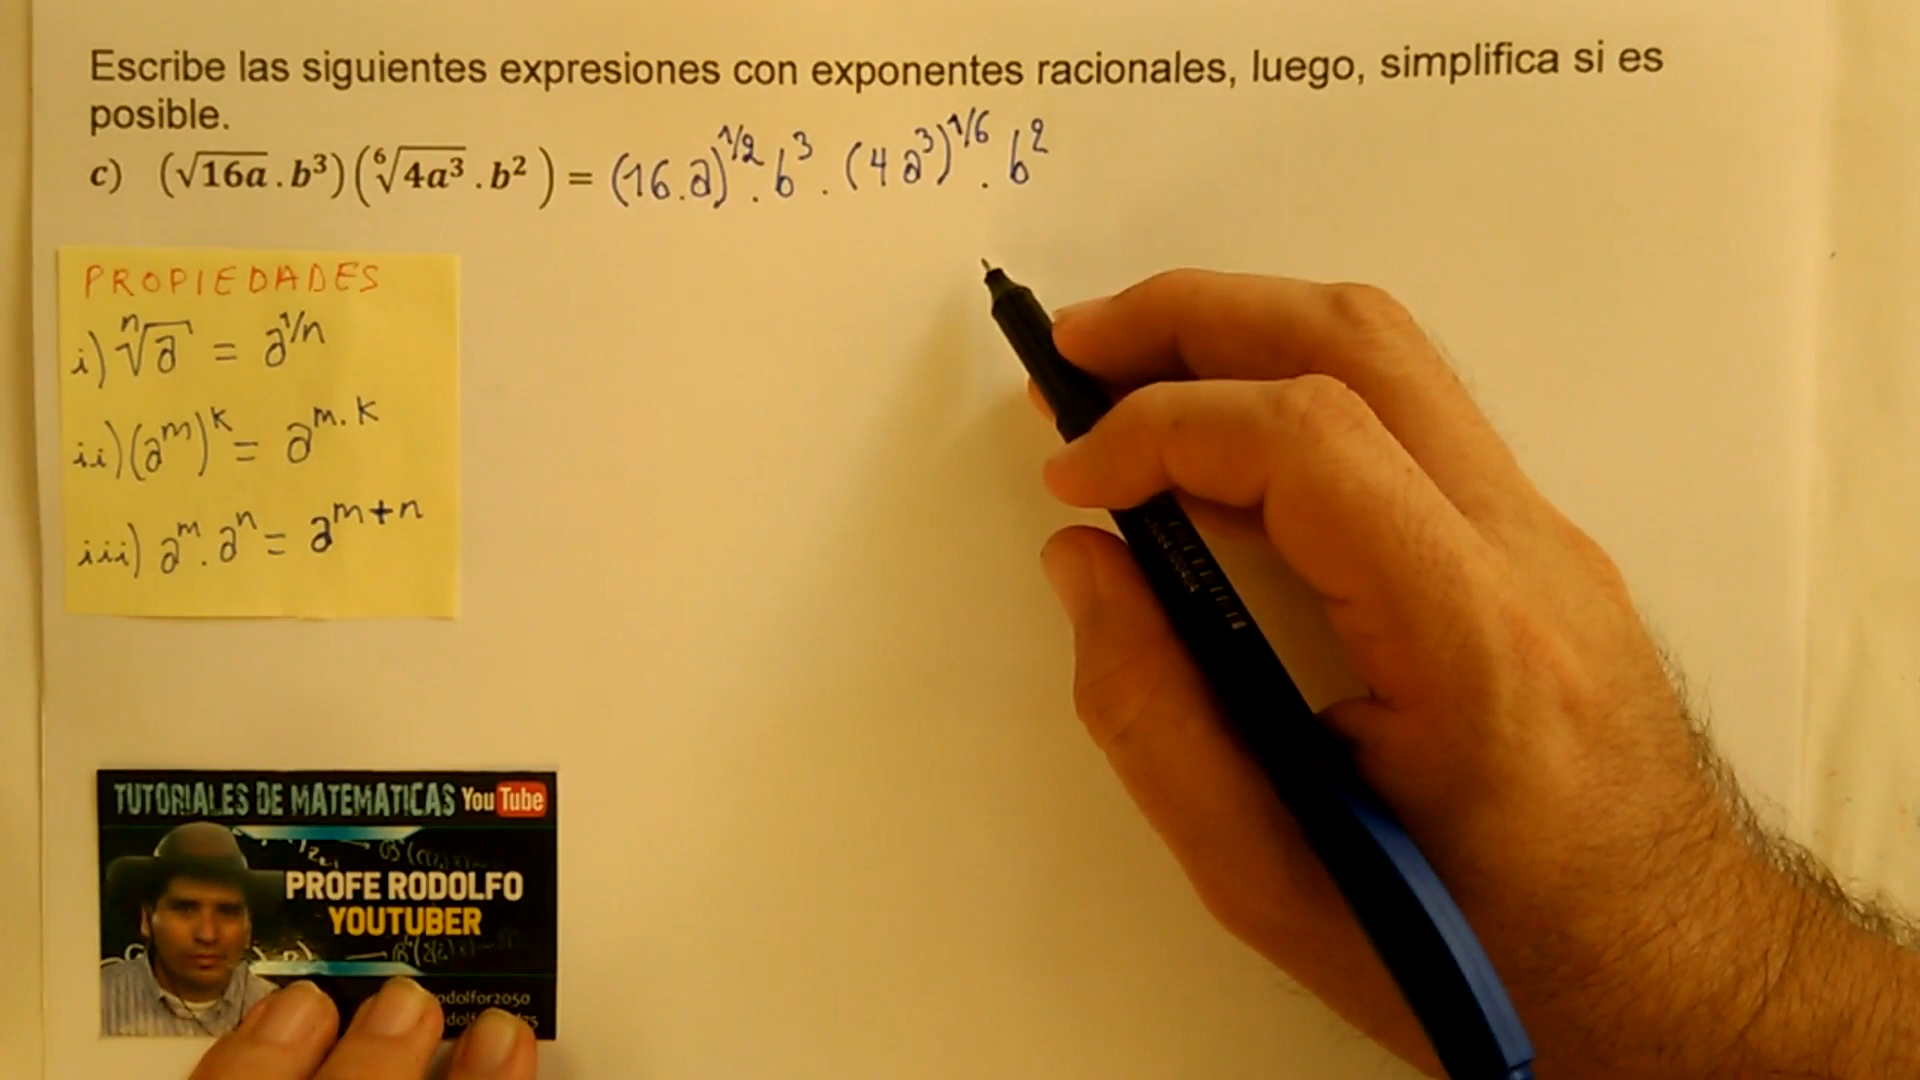 Escribe las siguientes expresiones con exponentes racionales, luego, simplifica si es
posible.
c) (√16a . b³)(⁶√4a³ . b² ) = (16.a)^1/2 . b³ . (4a³)^1/6 . b²
PROPIEDADES
i) ⁿ√a = a^1/n
ii) (a^m)^k = a^m.k
iii) a^m . a^n = a^m+n
TUTORIALES DE MATEMATICAS YouTube
PROFE RODOLFO
YOUTUBER